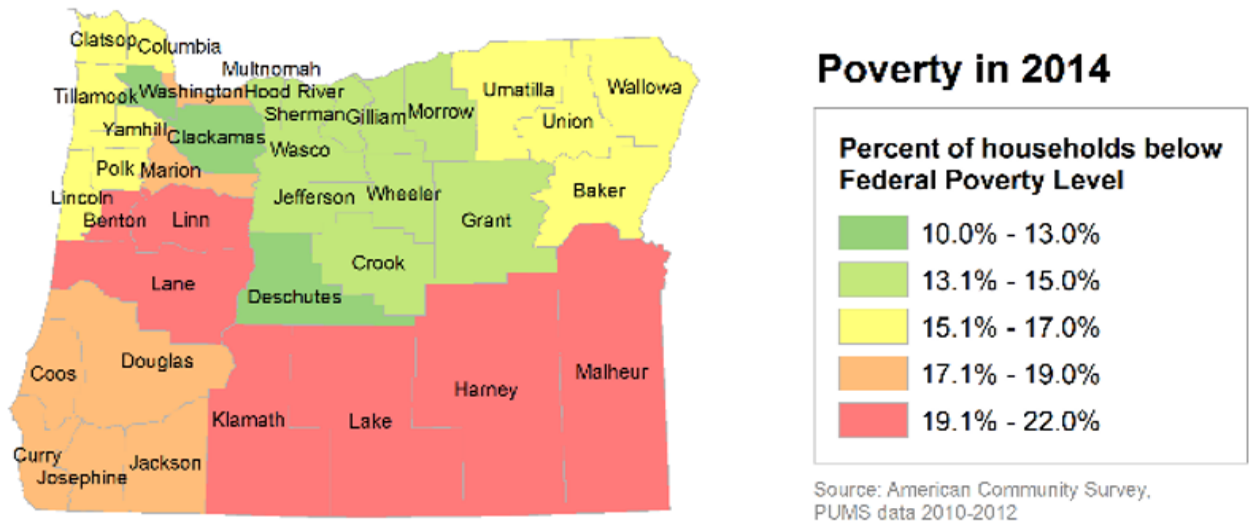 Clatsop
Columbia
Multnomah
Tillamook
Washington
Hood River
Sherman
Gilliam
Morrow
Umatilla
Wallowa
Union
Yamhill
Clackamas
Wasco
Polk
Marion
Baker
Lincoln
Jefferson
Wheeler
Benton
Linn
Grant
Crook
Lane
Deschutes
Douglas
Coos
Malheur
Harney
Klamath
Lake
Curry
Josephine
Jackson
Poverty in 2014
Percent of households below
Federal Poverty Level
10.0% - 13.0%
13.1% - 15.0%
15.1% - 17.0%
17.1% - 19.0%
19.1% - 22.0%
Source: American Community Survey,
PUMS data 2010-2012